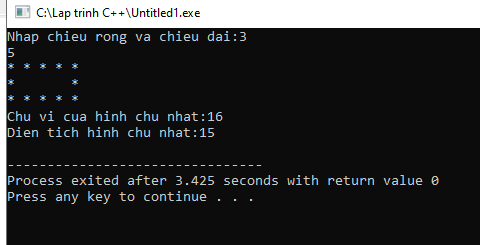 C:\Lap trinh C++\Untitled1.exe
Nhap chieu rong va chieu dai:3
5
* * * * *
*       *
* * * * *
Chu vi cua hinh chu nhat:16
Dien tich hinh chu nhat:15
--------------------------------
Process exited after 3.425 seconds with return value 0
Press any key to continue . . .